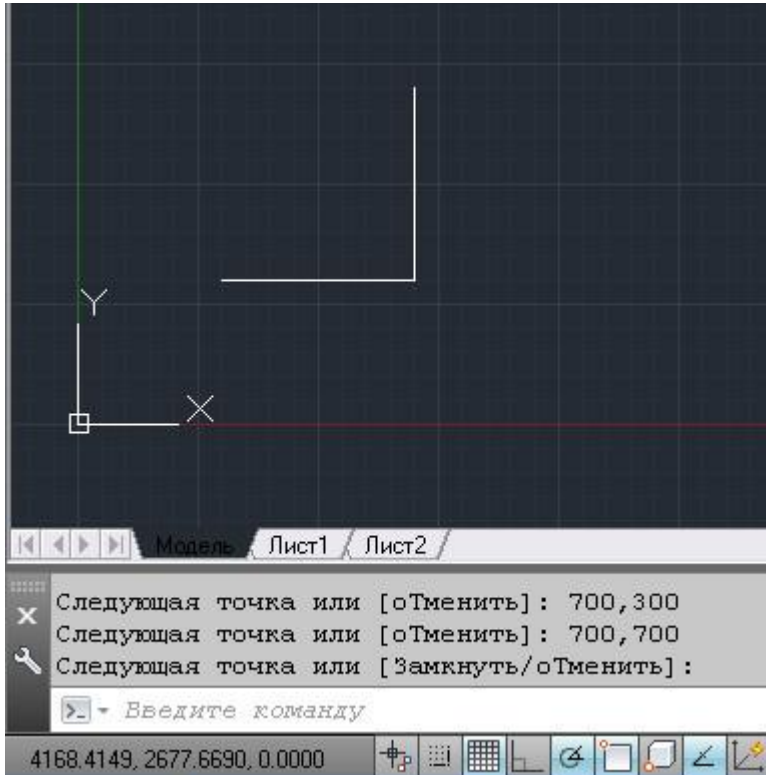 Y
X
Модель Лист1 Лист2
Следующая точка или [оТменить]: 700,300
Следующая точка или [оТменить]: 700,700
Следующая точка или [Замкнуть/оТменить]:
Введите команду
4168.4149, 2677.6690, 0.0000